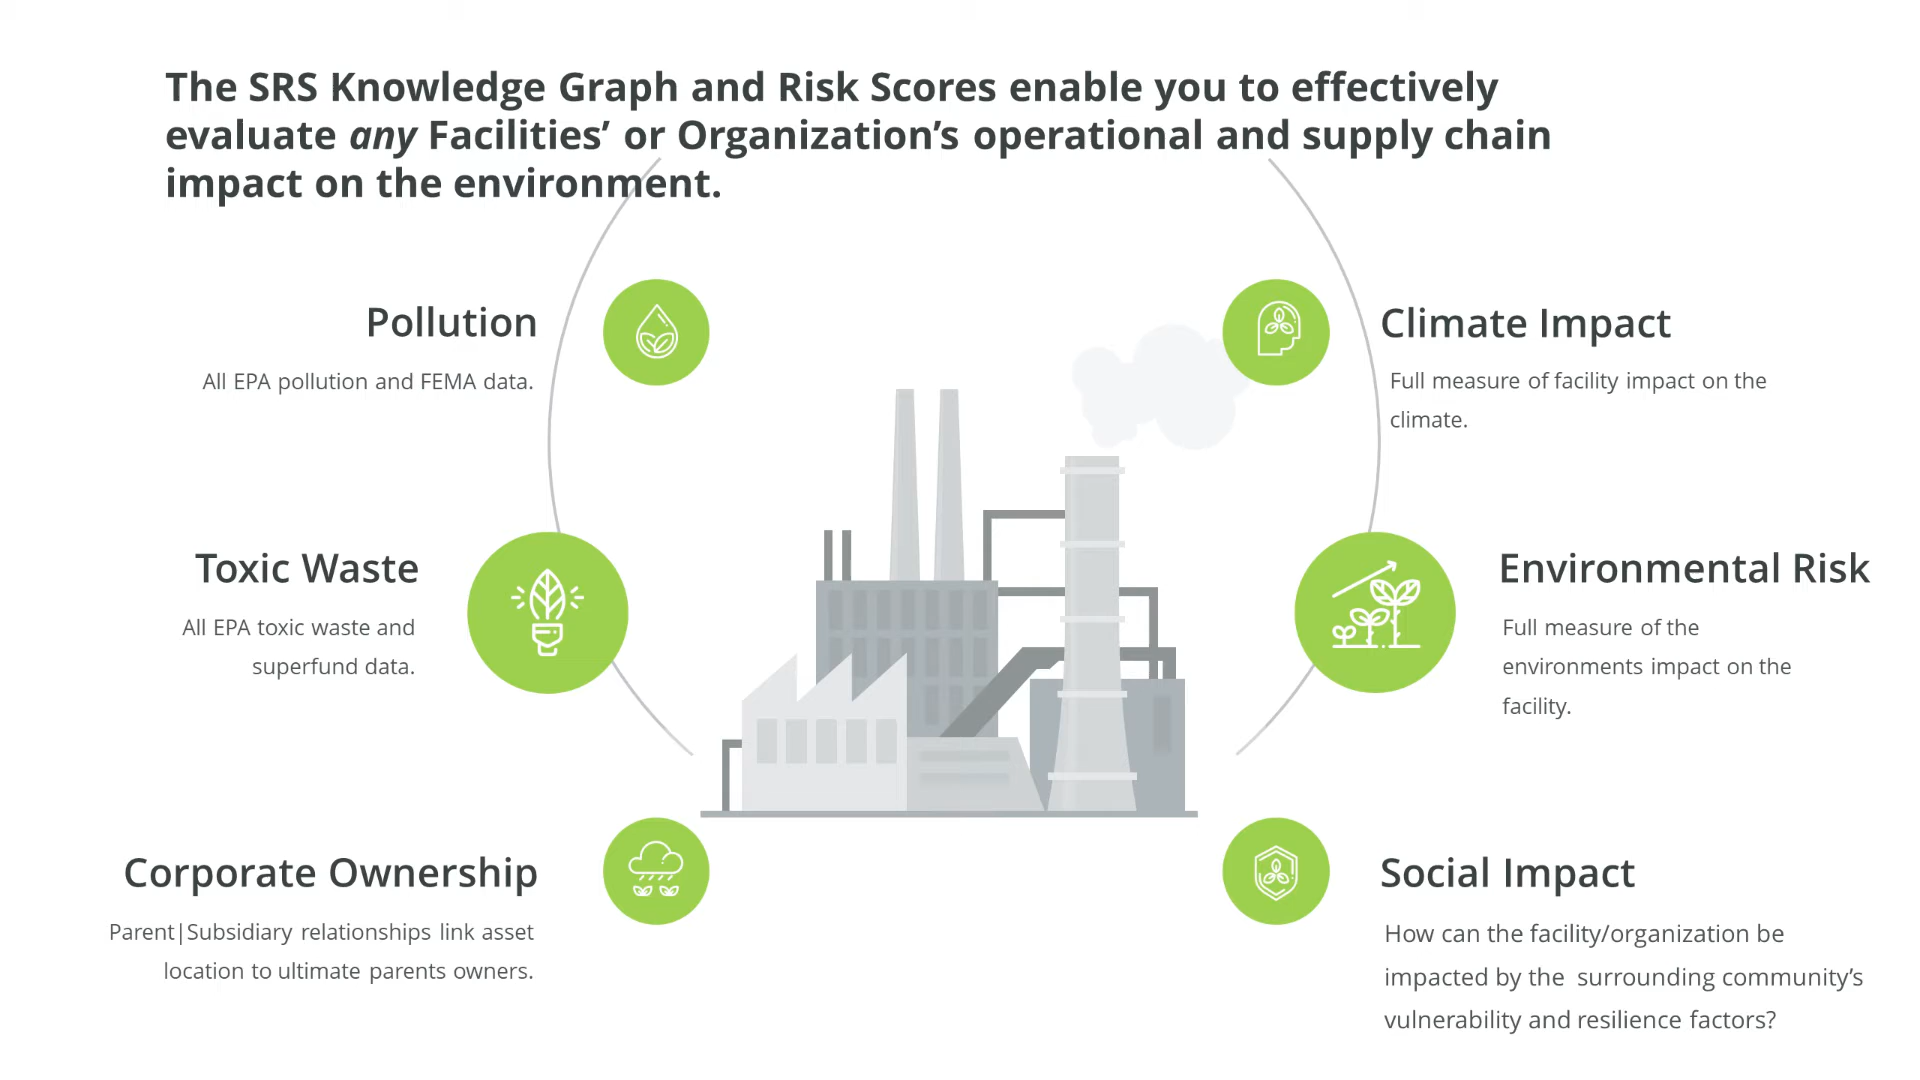 The SRS Knowledge Graph and Risk Scores enable you to effectively
evaluate any Facilities’ or Organization’s operational and supply chain
impact on the environment.
Pollution
All EPA pollution and FEMA data.
Toxic Waste
All EPA toxic waste and
superfund data.
Corporate Ownership
Parent|Subsidiary relationships link asset
location to ultimate parents owners.
Climate Impact
Full measure of facility impact on the
climate.
Environmental Risk
Full measure of the
environments impact on the
facility.
Social Impact
How can the facility/organization be
impacted by the surrounding community’s
vulnerability and resilience factors?